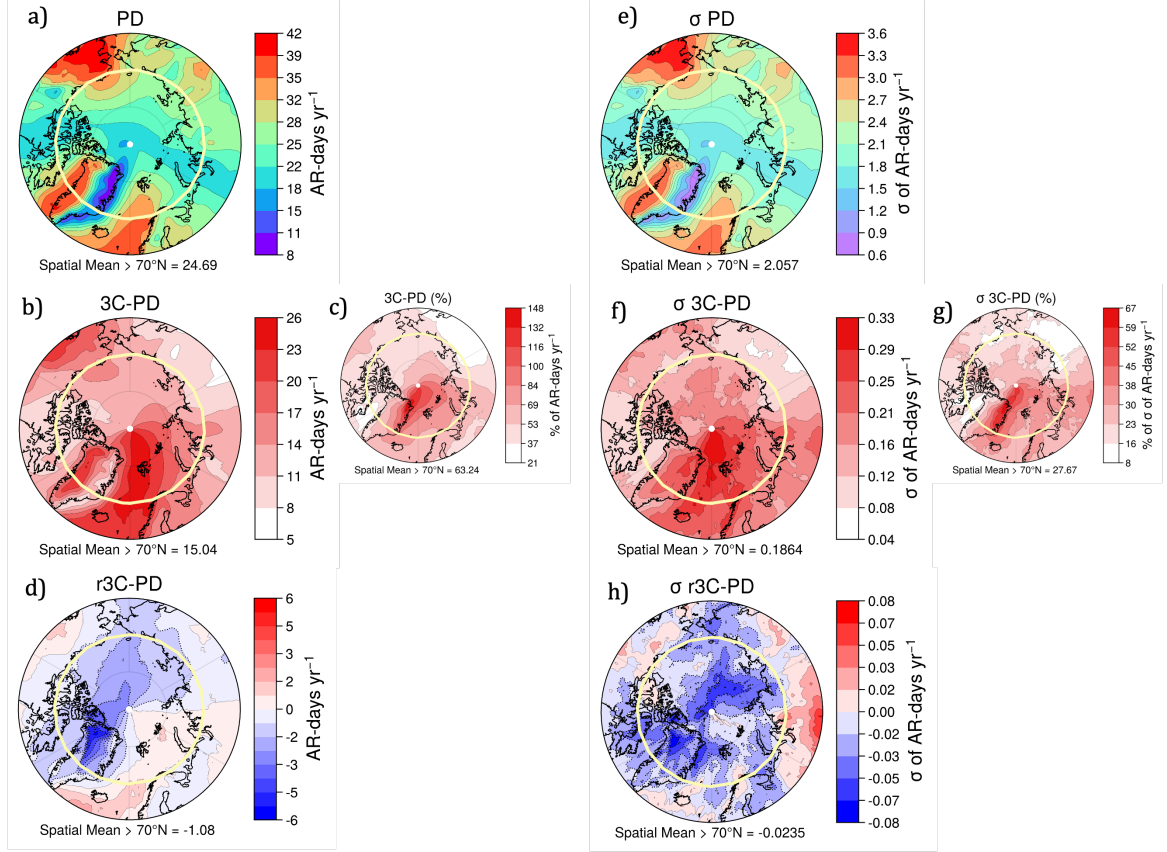 a)
PD
42
39
35
32
28
25
22
18
15
11
8
AR-days yr⁻¹
Spatial Mean > 70°N = 24.69
e)
σ PD
3.6
3.3
3.0
2.7
2.4
2.1
1.8
1.5
1.2
0.9
0.6
σ of AR-days yr⁻¹
Spatial Mean > 70°N = 2.057
b)
3C-PD
26
23
20
17
14
11
8
5
AR-days yr⁻¹
Spatial Mean > 70°N = 15.04
c)
3C-PD (%)
148
132
116
100
84
68
53
37
21
% of AR-days yr⁻¹
Spatial Mean > 70°N = 63.24
f)
σ 3C-PD
0.33
0.29
0.25
0.21
0.16
0.12
0.08
0.04
σ of AR-days yr⁻¹
Spatial Mean > 70°N = 0.1864
g)
σ 3C-PD (%)
67
59
52
45
38
30
23
16
8
% of σ of AR-days yr⁻¹
Spatial Mean > 70°N = 27.67
d)
r3C-PD
6
5
3
2
0
-2
-3
-5
-6
AR-days yr⁻¹
Spatial Mean > 70°N = -1.08
h)
σ r3C-PD
0.08
0.07
0.05
0.03
0.02
0.00
-0.02
-0.03
-0.05
-0.07
-0.08
σ of AR-days yr⁻¹
Spatial Mean > 70°N = -0.0235